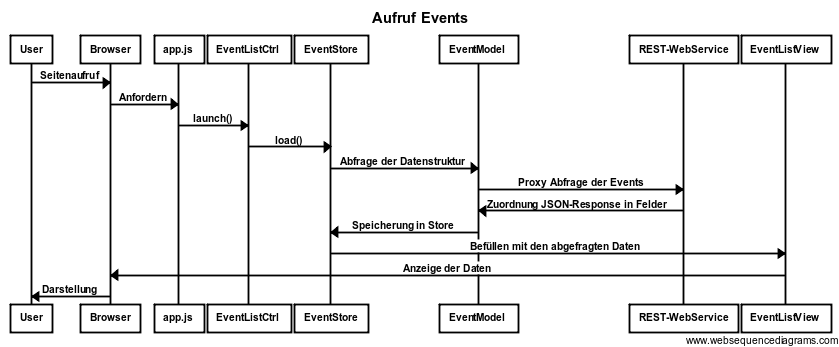 Aufruf Events
User
Browser
app.js
EventListCtrl
EventStore
EventModel
REST-WebService
EventListView
Seitenaufruf
Anfordern
launch()
load()
Abfrage der Datenstruktur
Proxy Abfrage der Events
Zuordnung JSON-Response in Felder
Speicherung in Store
Befüllen mit den abgefragten Daten
Anzeige der Daten
Darstellung
User
Browser
app.js
EventListCtrl
EventStore
EventModel
REST-WebService
EventListView
www.websequencediagrams.com